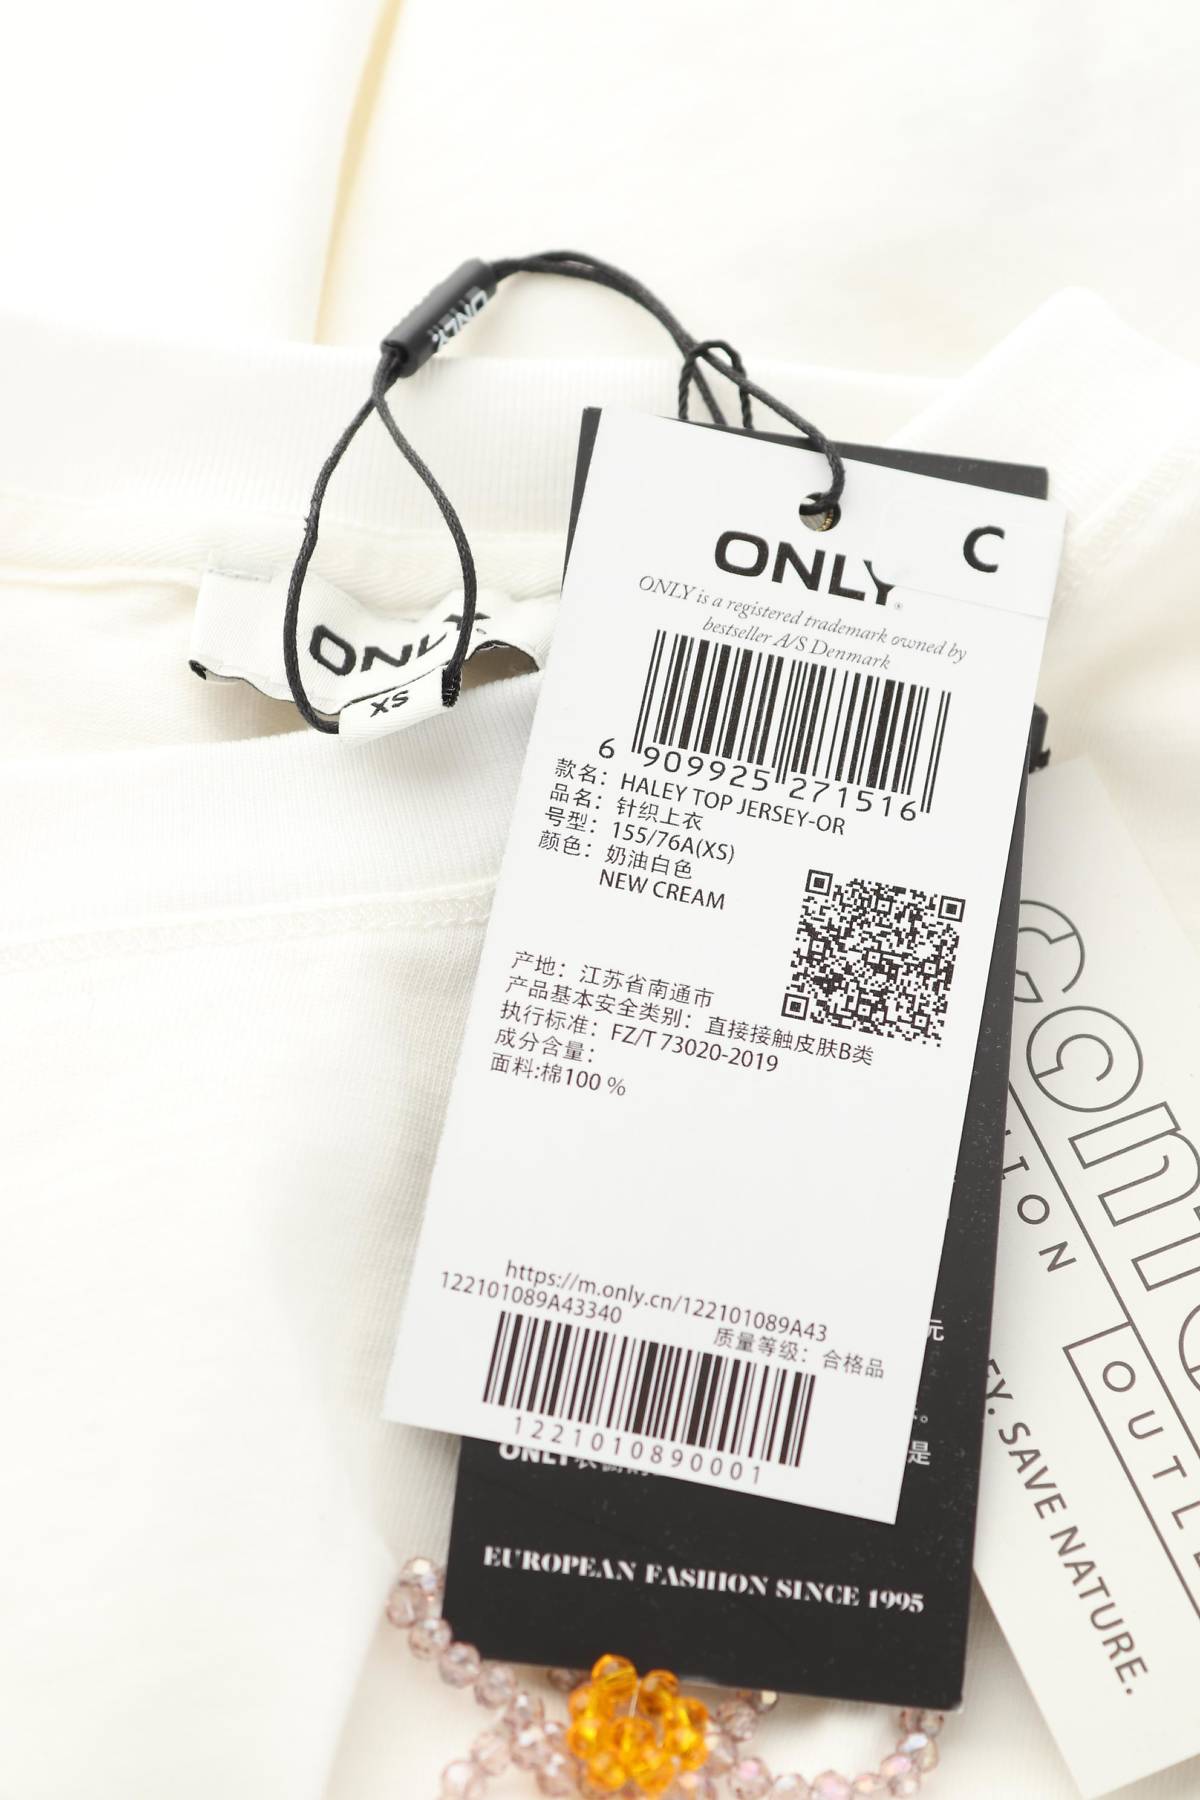 ONLY.
ONLY
XS
C
ONLY
ONLY is a registered trademark owned by
bestseller A/S Denmark
6 909925 271516
款名: HALEY TOP JERSEY-OR
品名: 针织上衣
号型: 155/76A(XS)
颜色: 奶油白色
NEW CREAM
产地: 江苏省南通市
产品基本安全类别: 直接接触皮肤B类
执行标准: FZ/T 73020-2019
成分含量:
面料:棉100 %
https://m.only.cn/122101089A43
122101089A43340
质量等级: 合格品
1221010890001
元
是
ONLY
EUROPEAN FASHION SINCE 1995
OUTL
SAVE NATURE.